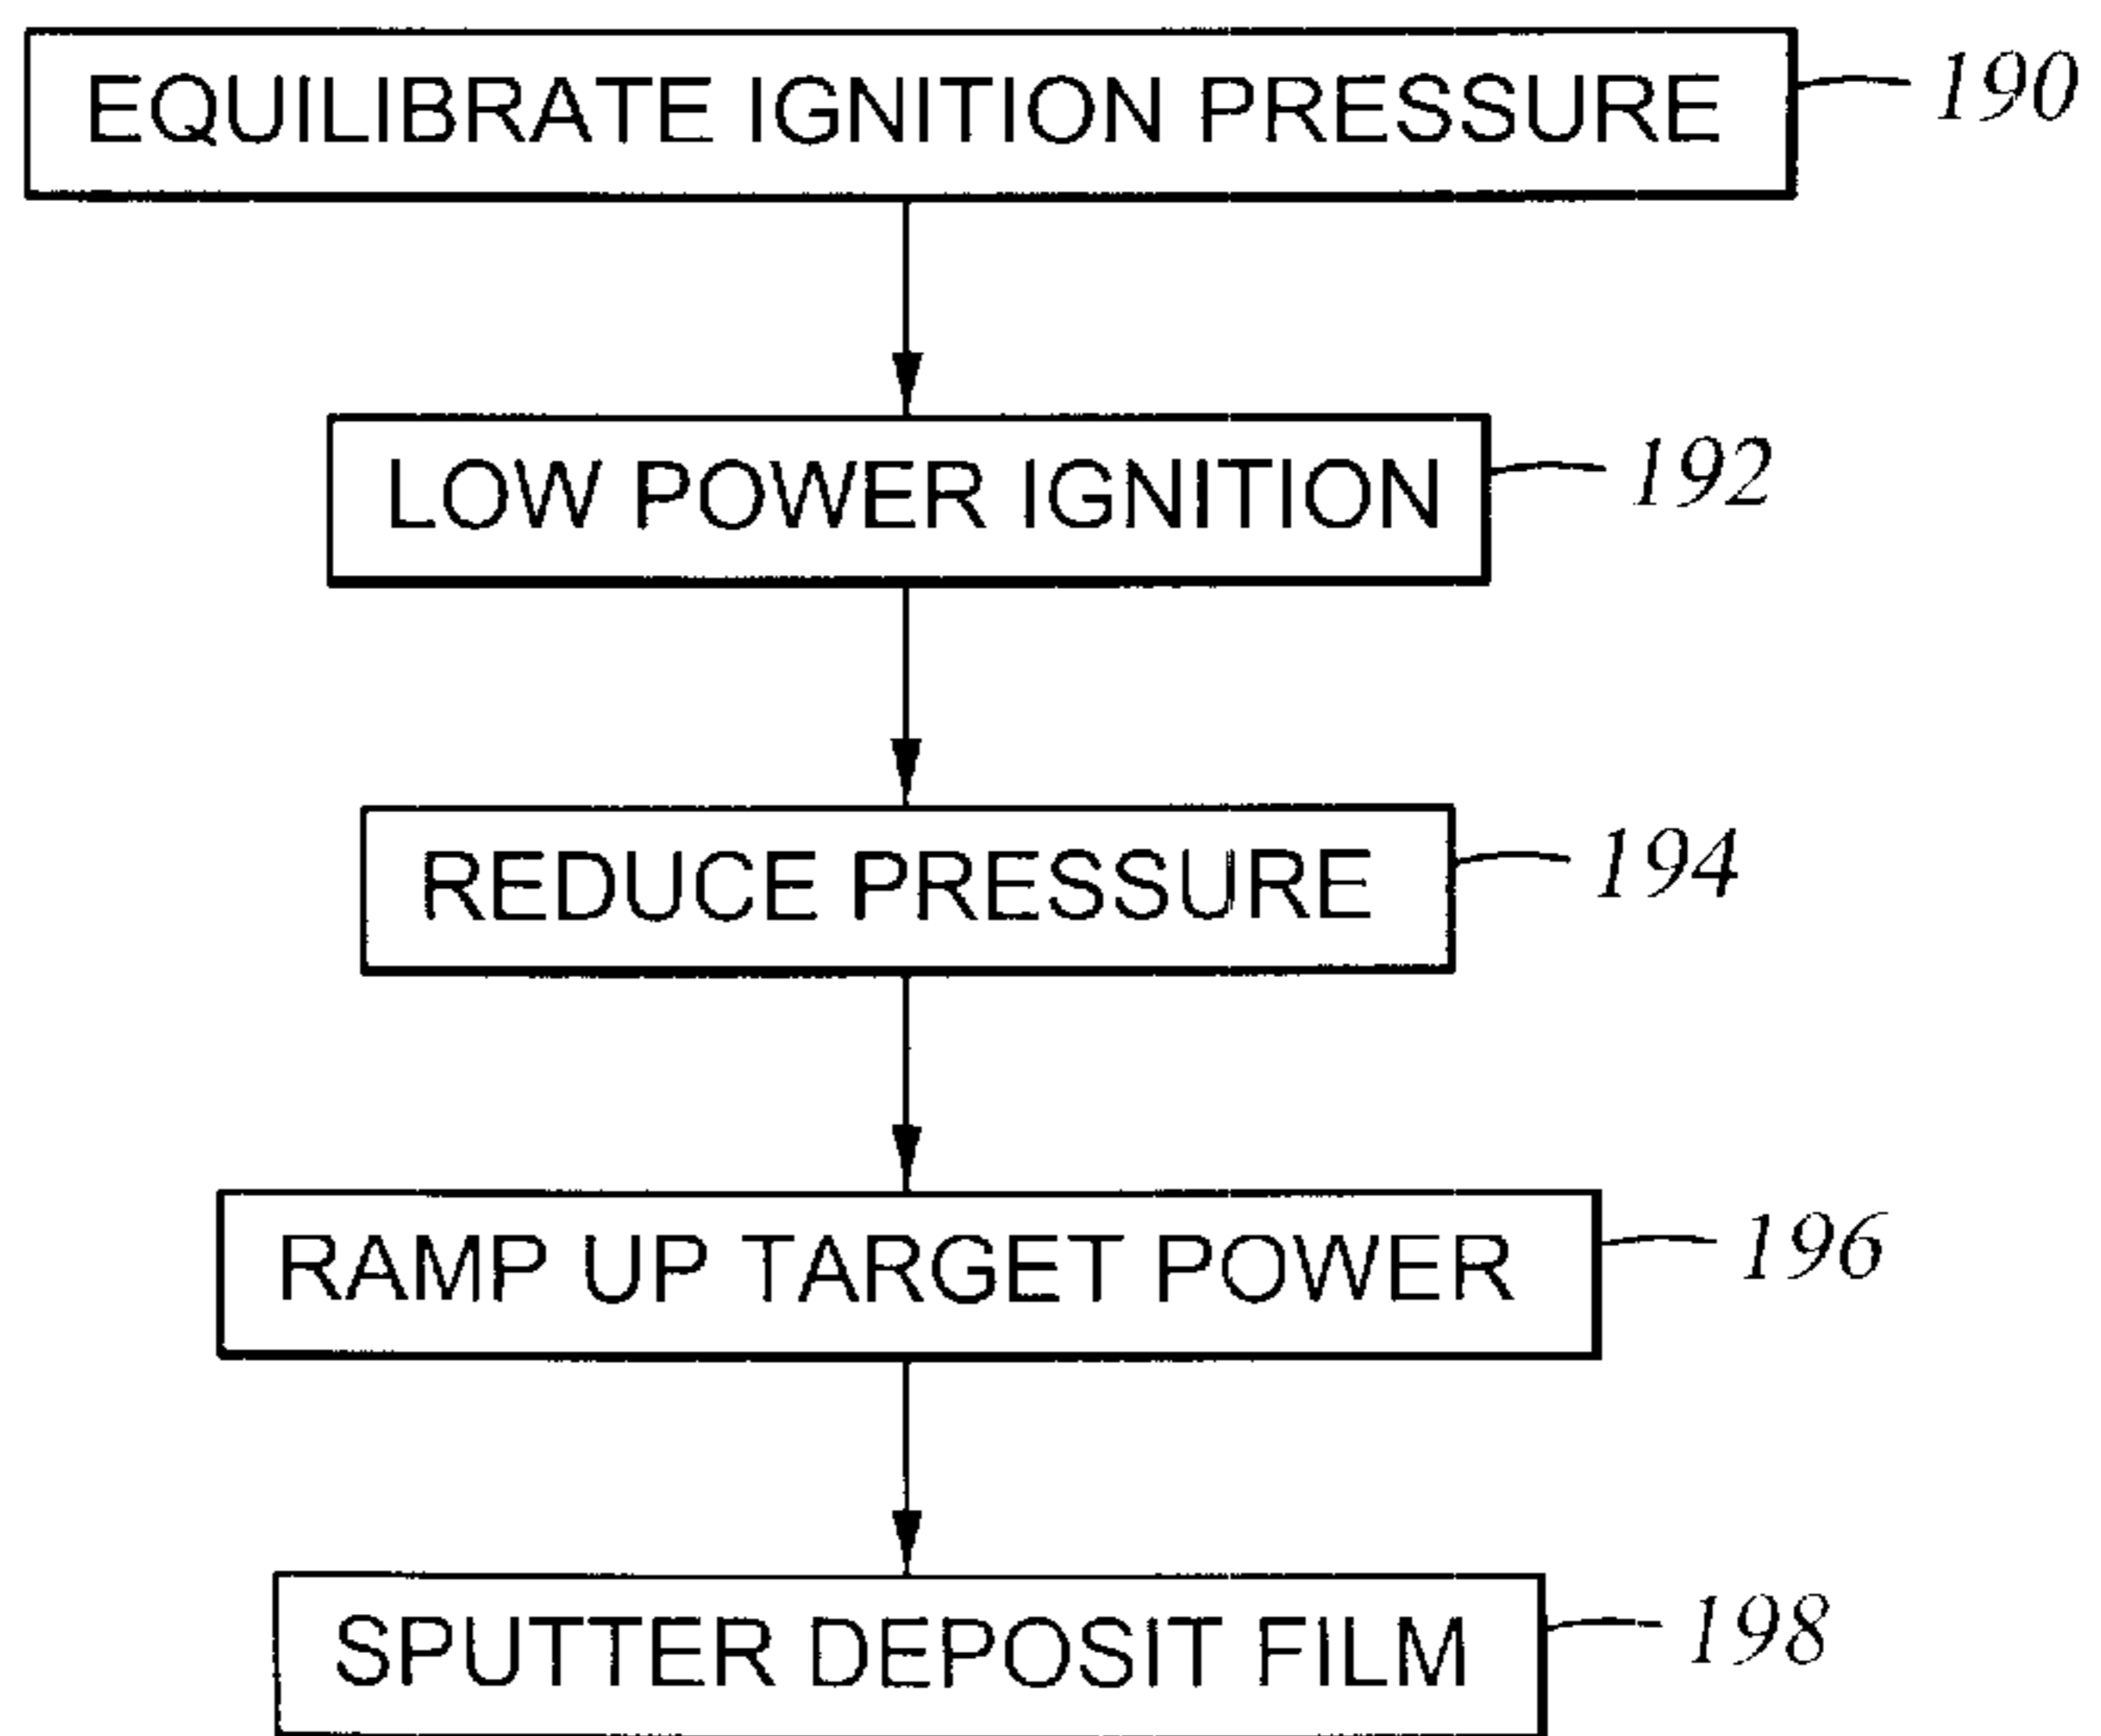 EQUILIBRATE IGNITION PRESSURE 190
LOW POWER IGNITION 192
REDUCE PRESSURE 194
RAMP UP TARGET POWER 196
SPUTTER DEPOSIT FILM 198